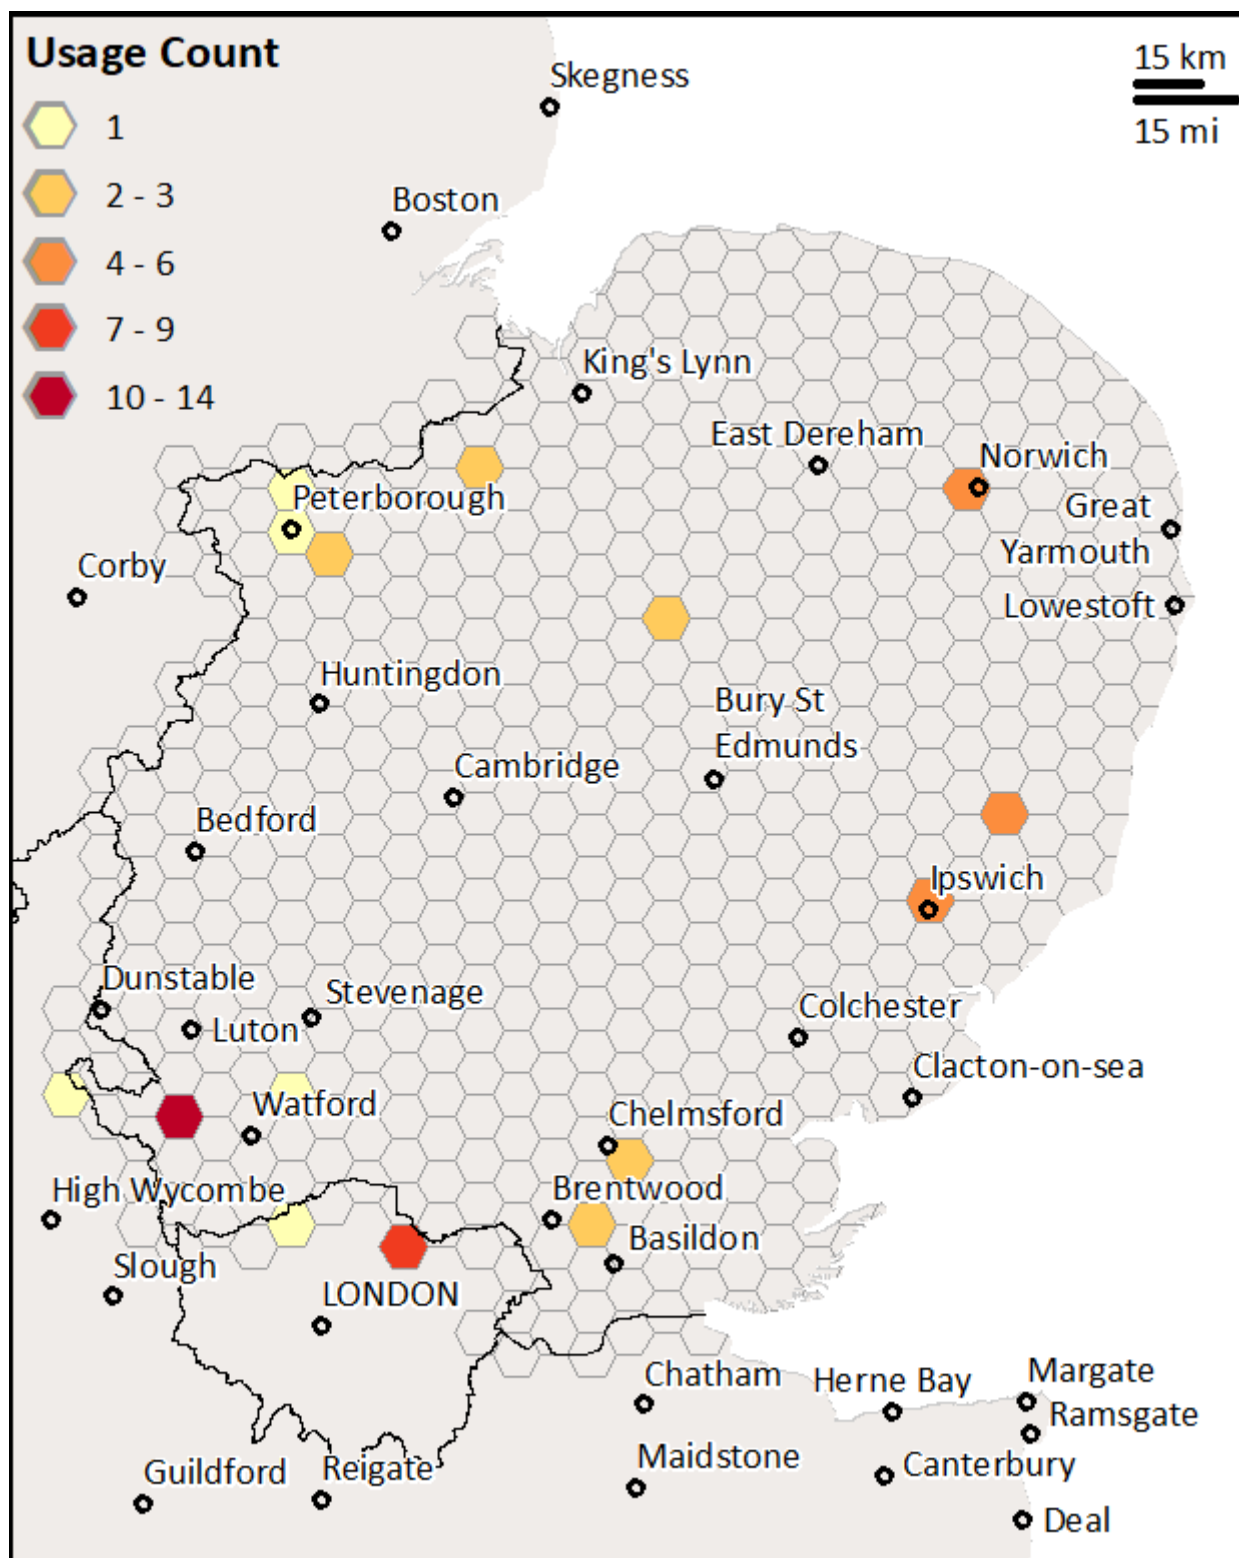 Usage Count
1
2 - 3
4 - 6
7 - 9
10 - 14
15 km
15 mi
Skegness
Boston
King's Lynn
East Dereham
Norwich
Peterborough
Great
Yarmouth
Corby
Lowestoft
Huntingdon
Bury St
Edmunds
Cambridge
Bedford
Ipswich
Dunstable
Stevenage
Luton
Colchester
Clacton-on-sea
Watford
Chelmsford
High Wycombe
Brentwood
Basildon
Slough
LONDON
Chatham
Herne Bay
Margate
Ramsgate
Maidstone
Canterbury
Guildford
Reigate
Deal